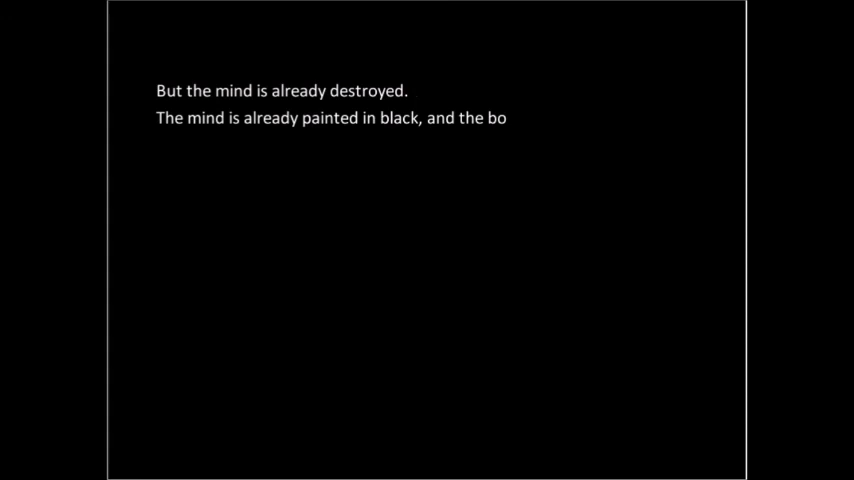 But the mind is already destroyed.
The mind is already painted in black, and the bo